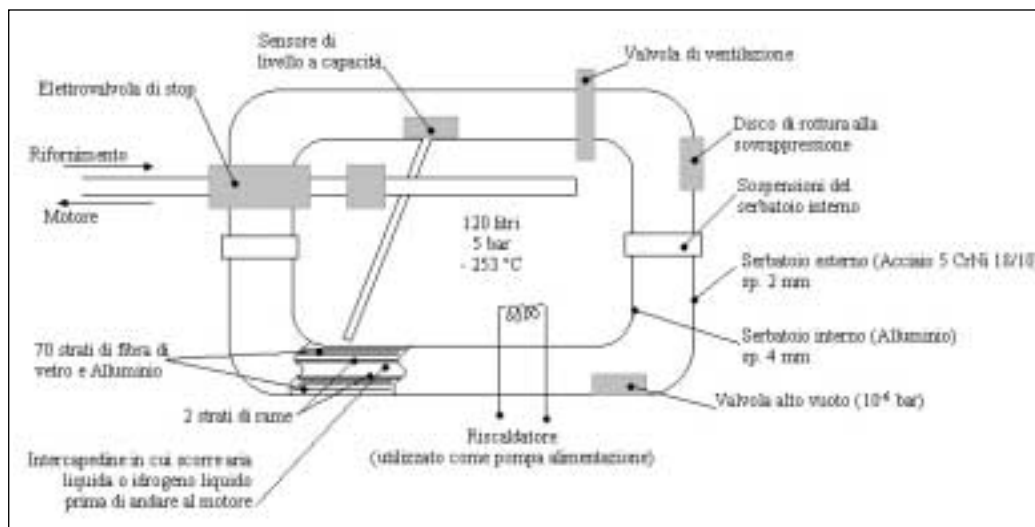 Sensore di
livello a capacità
Valvola di ventilazione
Elettrovalvola di stop
Disco di rottura alla
sovrappressione
Rifornimento
Sospensioni del
serbatoio interno
Motore
120 litri
5 bar
- 253 °C
Serbatoio esterno (Acciaio 5 CrNi 18/10)
sp. 2 mm
Serbatoio interno (Alluminio)
sp. 4 mm
70 strati di fibra di
vetro e Alluminio
2 strati di rame
Valvola alto vuoto (10⁻⁶ bar)
Riscaldatore
(utilizzato come pompa alimentazione)
Intercapedine in cui scorre aria
liquida o idrogeno liquido
prima di andare al motore